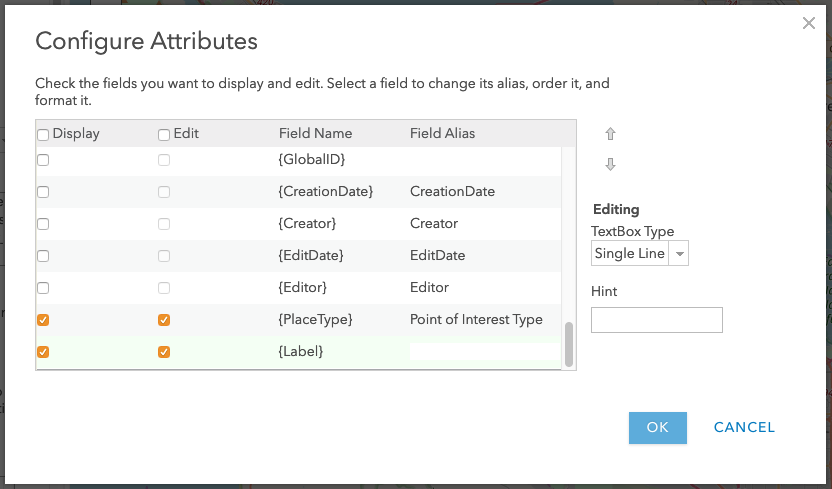 Configure Attributes
Check the fields you want to display and edit. Select a field to change its alias, order it, and
format it.
Display Edit Field Name Field Alias
{GlobalID}
{CreationDate} CreationDate
{Creator} Creator
{EditDate} EditDate
{Editor} Editor
{PlaceType} Point of Interest Type
{Label}
Editing
TextBox Type
Single Line
Hint
OK CANCEL